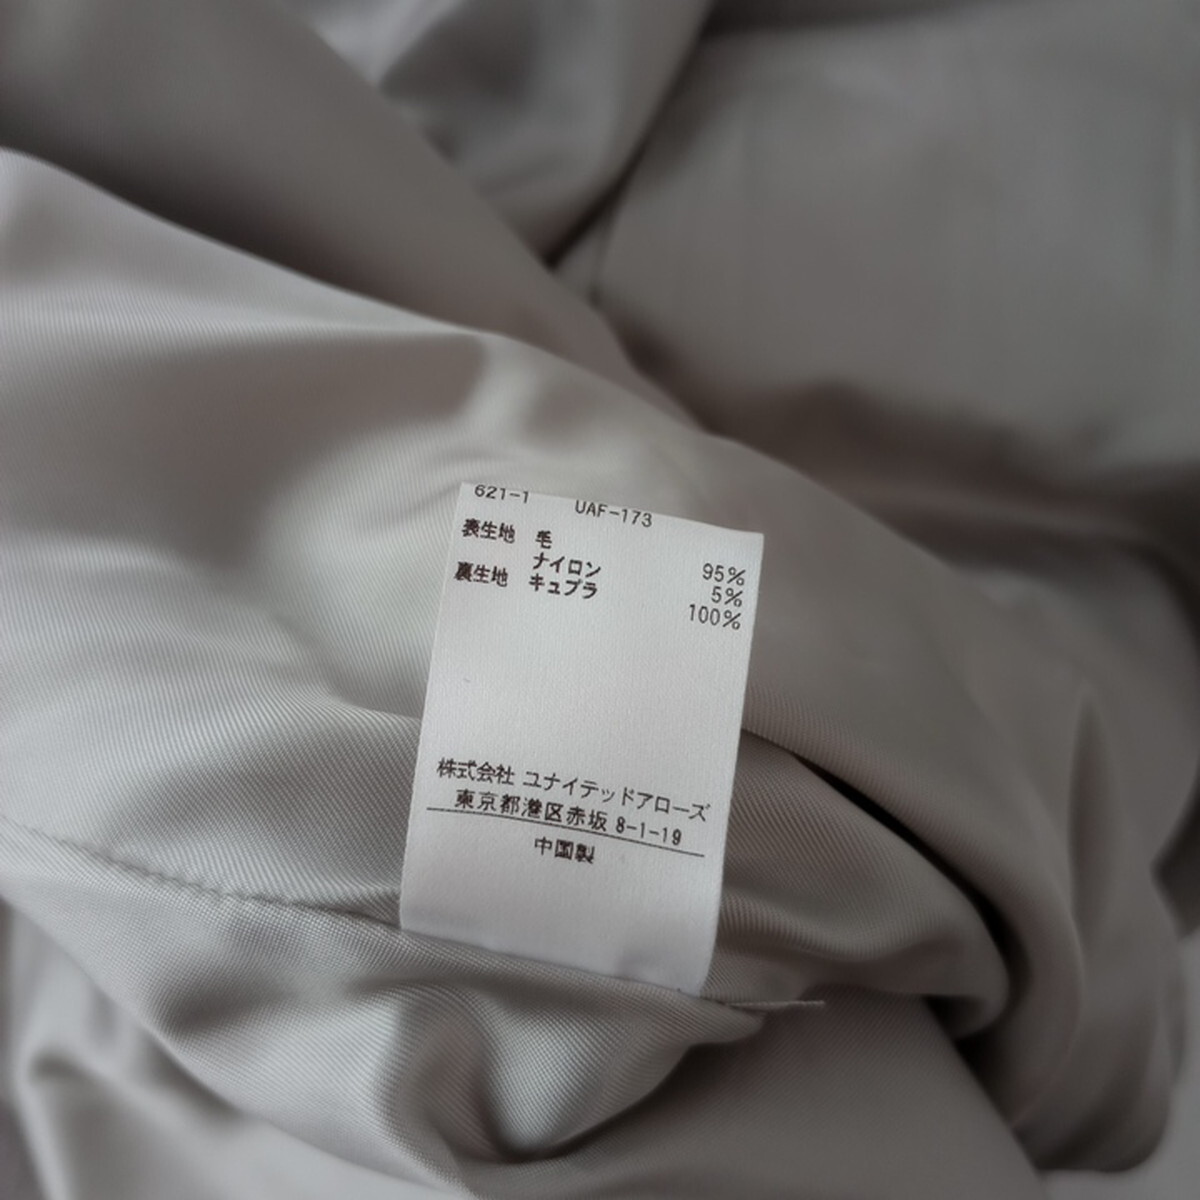 621-1 UAF-173
表生地 毛 95%
ナイロン 5%
裏生地 キュプラ 100%
株式会社 ユナイテッドアローズ
東京都港区赤坂 8-1-19
中国製